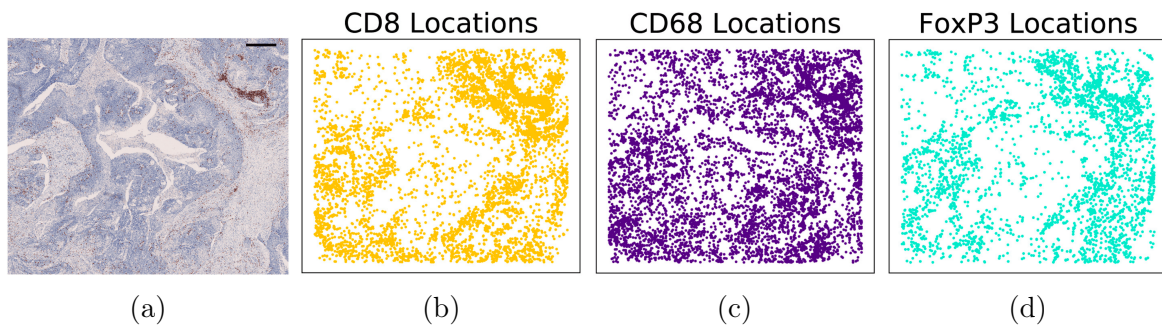 CD8 Locations
CD68 Locations
FoxP3 Locations
(a)
(b)
(c)
(d)